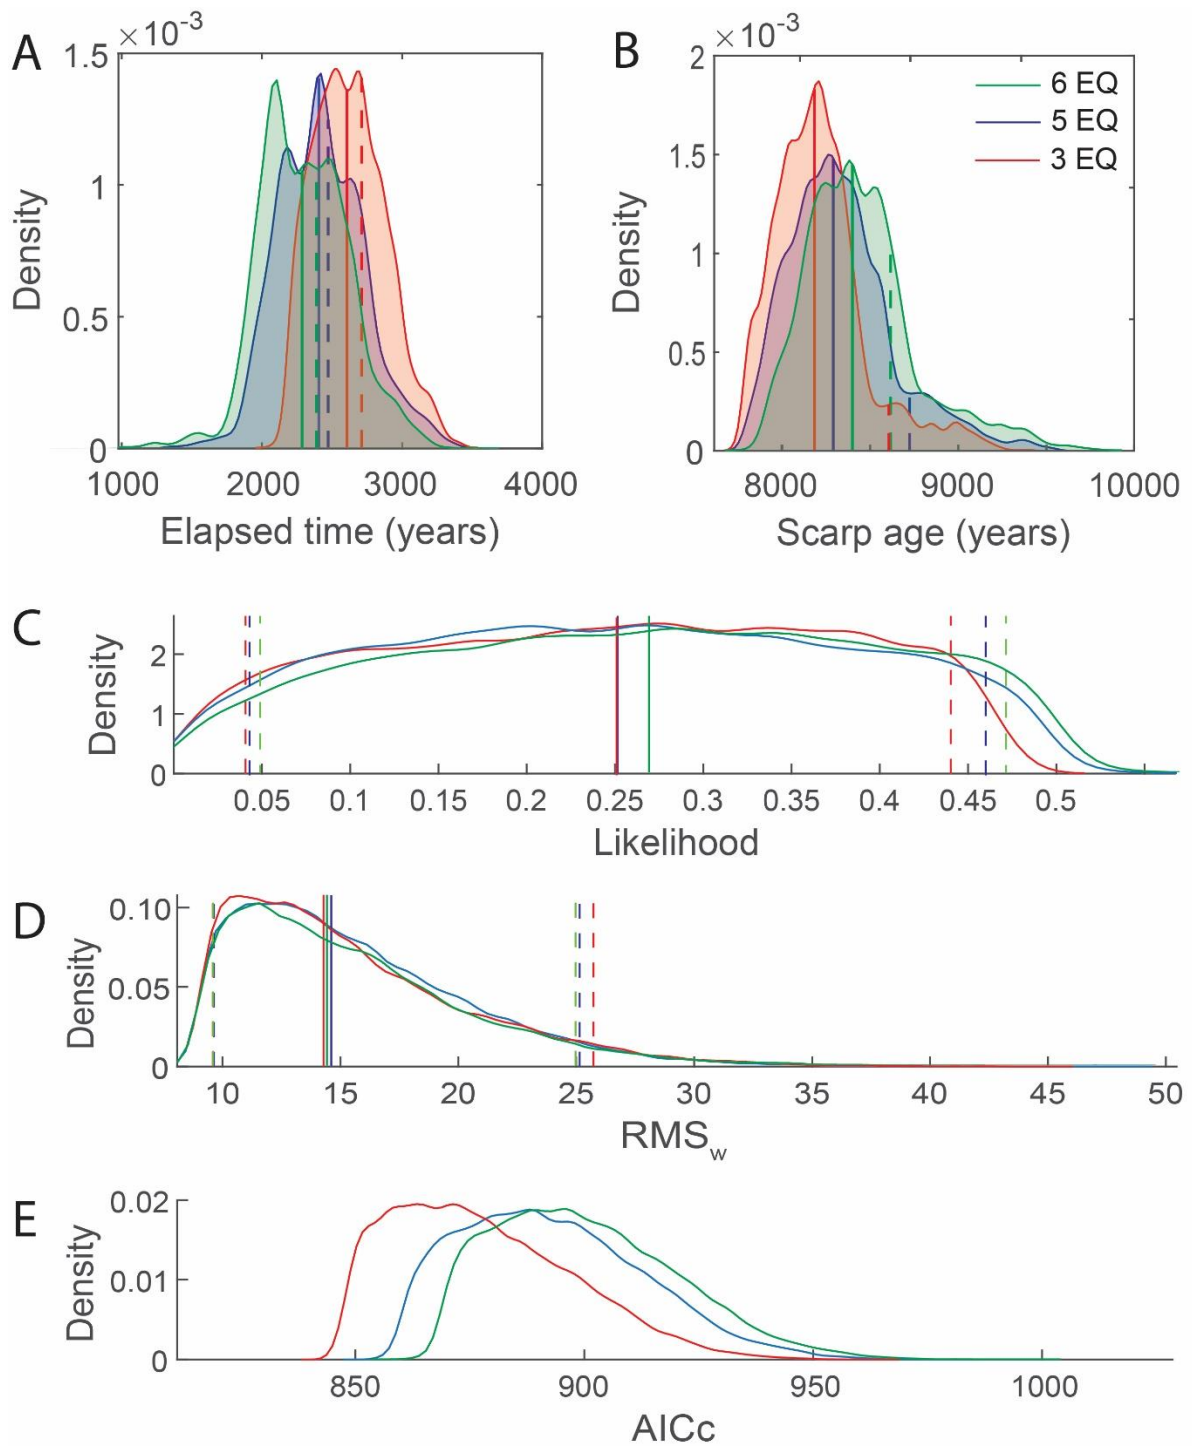 A
×10⁻³
1.5
1
0.5
0
Density
1000 2000 3000 4000
Elapsed time (years)
B
×10⁻³
2
1.5
1
0.5
0
Density
6 EQ
5 EQ
3 EQ
8000 9000 10000
Scarp age (years)
C
Density
2
1
0
0.05 0.1 0.15 0.2 0.25 0.3 0.35 0.4 0.45 0.5
Likelihood
D
Density
0.10
0.05
0
10 15 20 25 30 35 40 45 50
RMSw
E
Density
0.02
0.01
0
850 900 950 1000
AICc